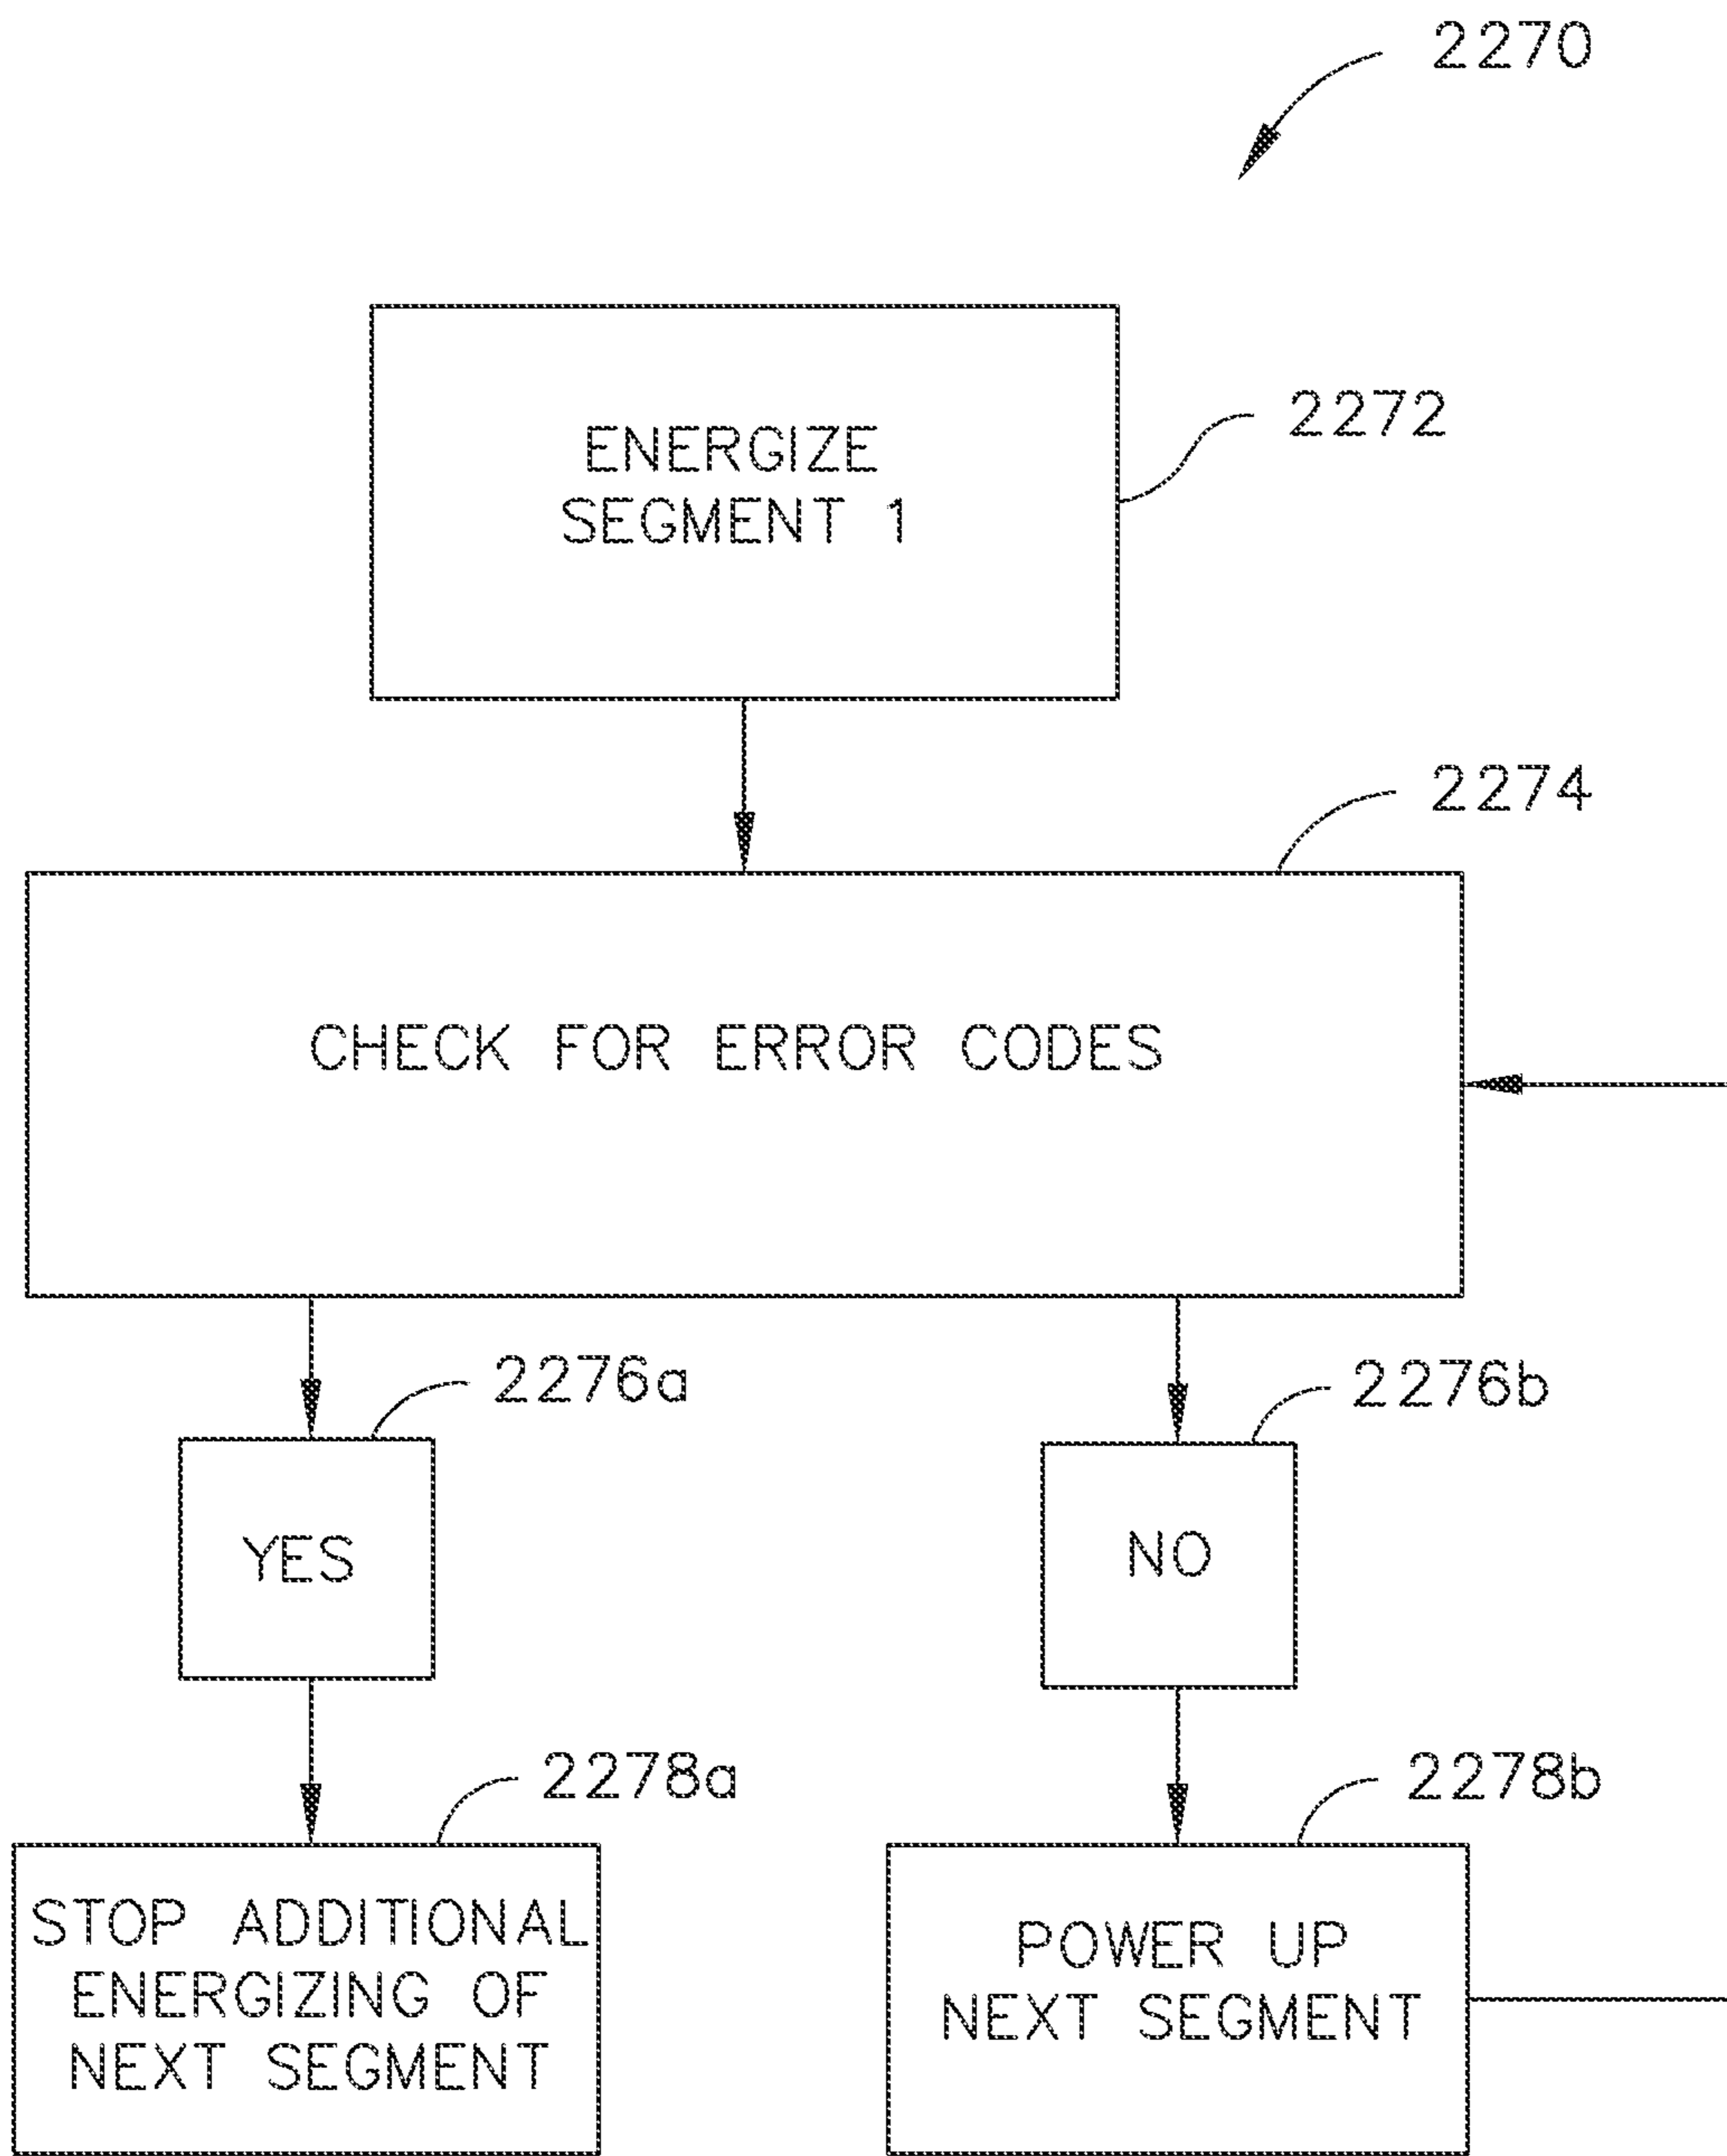 2270
ENERGIZE
SEGMENT 1
2272
2274
CHECK FOR ERROR CODES
2276a
2276b
YES
NO
2278a
2278b
STOP ADDITIONAL
ENERGIZING OF
NEXT SEGMENT
POWER UP
NEXT SEGMENT